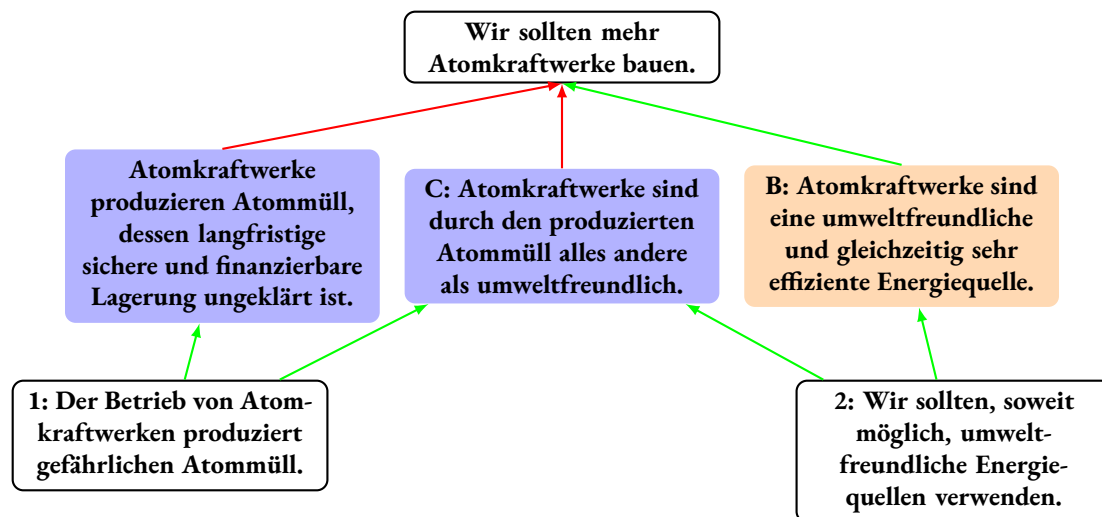 Wir sollten mehr
Atomkraftwerke bauen.
Atomkraftwerke
produzieren Atommüll,
dessen langfristige
sichere und finanzierbare
Lagerung ungeklärt ist.
C: Atomkraftwerke sind
durch den produzierten
Atommüll alles andere
als umweltfreundlich.
B: Atomkraftwerke sind
eine umweltfreundliche
und gleichzeitig sehr
effiziente Energiequelle.
1: Der Betrieb von Atom-
kraftwerken produziert
gefährlichen Atommüll.
2: Wir sollten, soweit
möglich, umwelt-
freundliche Energie-
quellen verwenden.